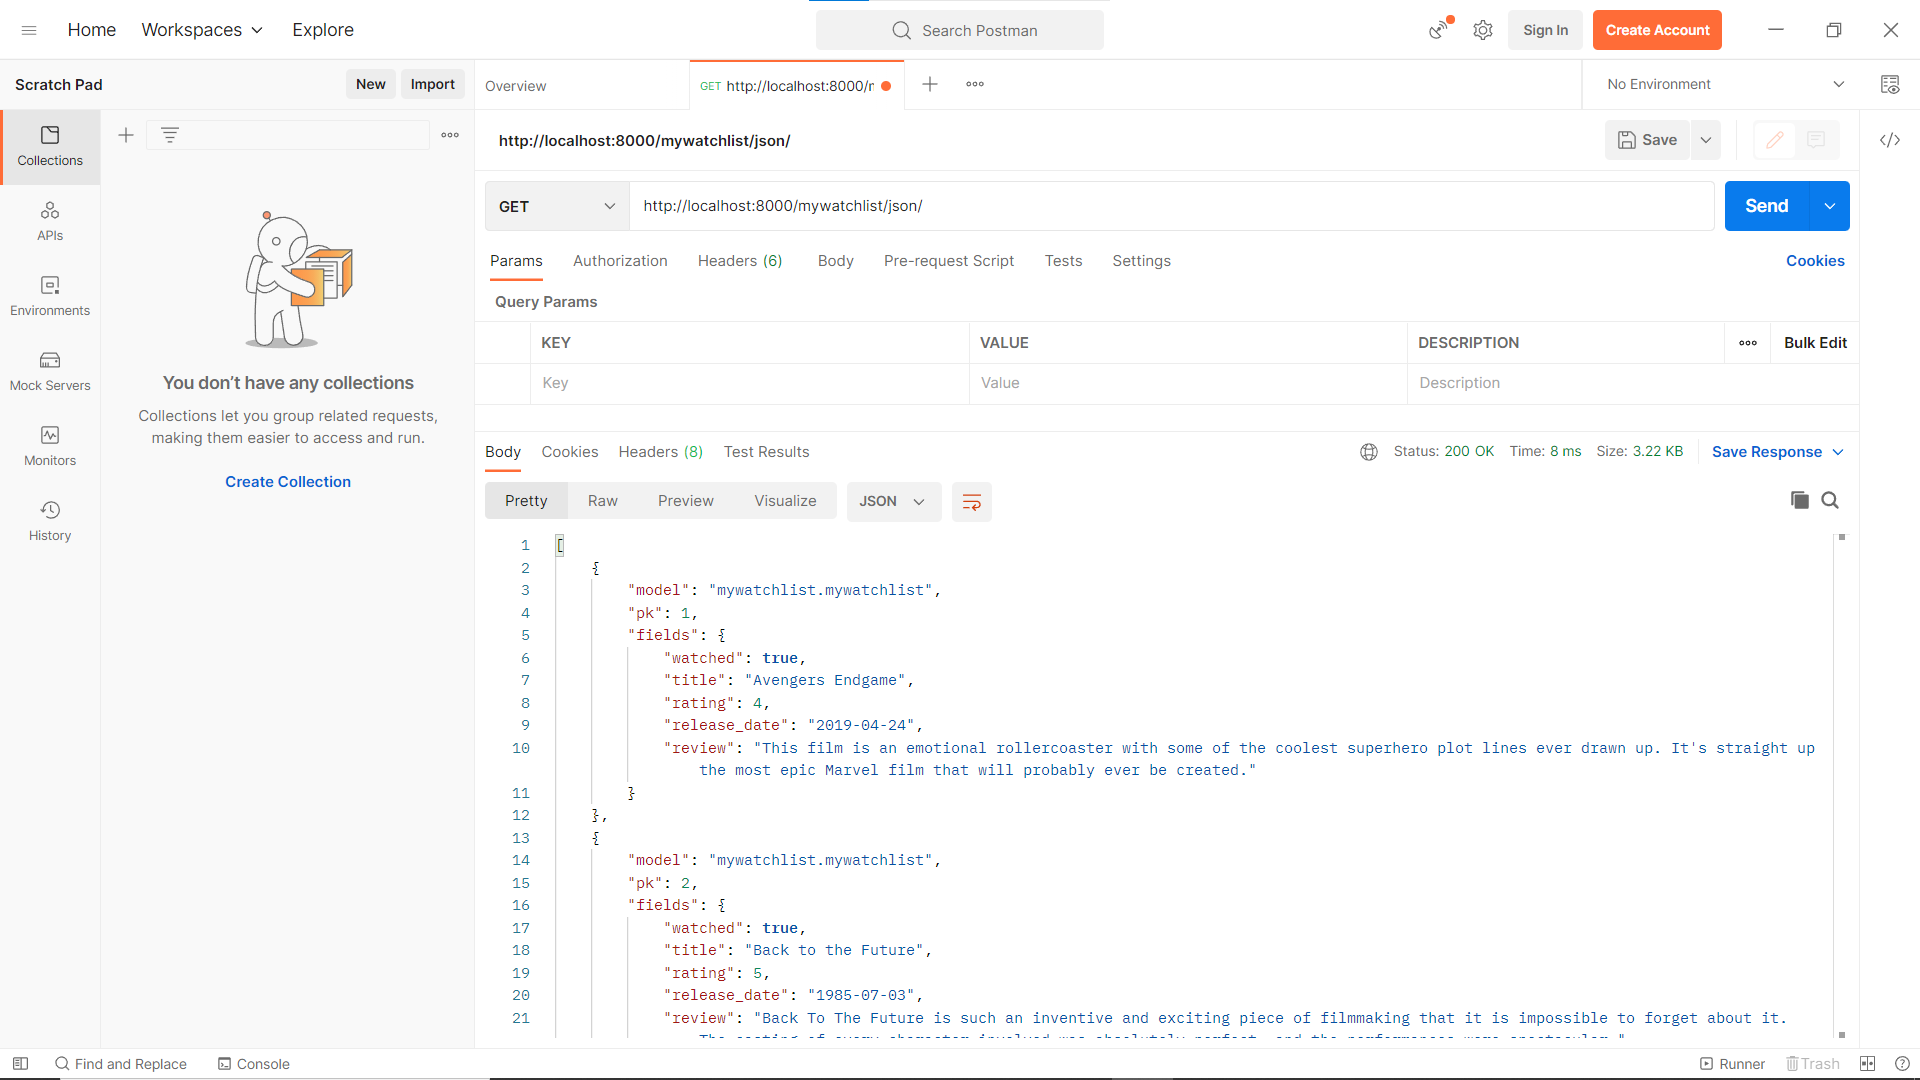 Home Workspaces Explore Search Postman Sign In Create Account
Scratch Pad New Import Overview GET http://localhost:8000/ No Environment
http://localhost:8000/mywatchlist/json/ Save
GET http://localhost:8000/mywatchlist/json/ Send
Params Authorization Headers (6) Body Pre-request Script Tests Settings Cookies
Query Params
KEY VALUE DESCRIPTION Bulk Edit
Key Value Description
Collections
APIs
Environments
Mock Servers
Monitors
History
You don’t have any collections
Collections let you group related requests,
making them easier to access and run.
Create Collection
Body Cookies Headers (8) Test Results Status: 200 OK Time: 8 ms Size: 3.22 KB Save Response
Pretty Raw Preview Visualize JSON
1 [
2 {
3 "model": "mywatchlist.mywatchlist",
4 "pk": 1,
5 "fields": {
6 "watched": true,
7 "title": "Avengers Endgame",
8 "rating": 4,
9 "release_date": "2019-04-24",
10 "review": "This film is an emotional rollercoaster with some of the coolest superhero plot lines ever drawn up. It's straight up
the most epic Marvel film that will probably ever be created."
11 }
12 },
13 {
14 "model": "mywatchlist.mywatchlist",
15 "pk": 2,
16 "fields": {
17 "watched": true,
18 "title": "Back to the Future",
19 "rating": 5,
20 "release_date": "1985-07-03",
21 "review": "Back To The Future is such an inventive and exciting piece of filmmaking that it is impossible to forget about it.
Find and Replace Console Runner Trash